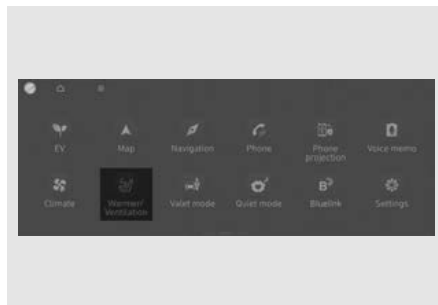 EV
Map
Navigation
Phone
Phone
projection
Voice memo
Climate
Warmer/
Ventilation
Valet mode
Quiet mode
Bluelink
Settings